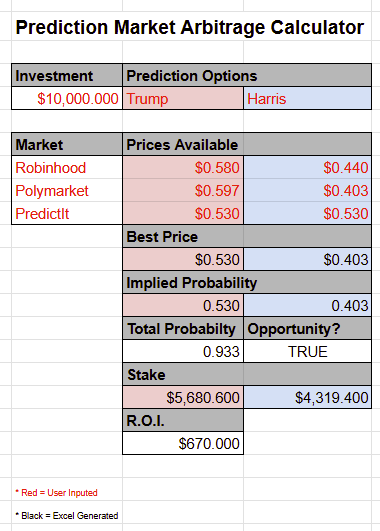 Prediction Market Arbitrage Calculator
Investment Prediction Options
$10,000.000 Trump Harris
Market Prices Available
Robinhood $0.580 $0.440
Polymarket $0.597 $0.403
PredictIt $0.530 $0.530
Best Price
$0.530 $0.403
Implied Probability
0.530 0.403
Total Probabilty Opportunity?
0.933 TRUE
Stake
$5,680.600 $4,319.400
R.O.I.
$670.000
* Red = User Inputed
* Black = Excel Generated